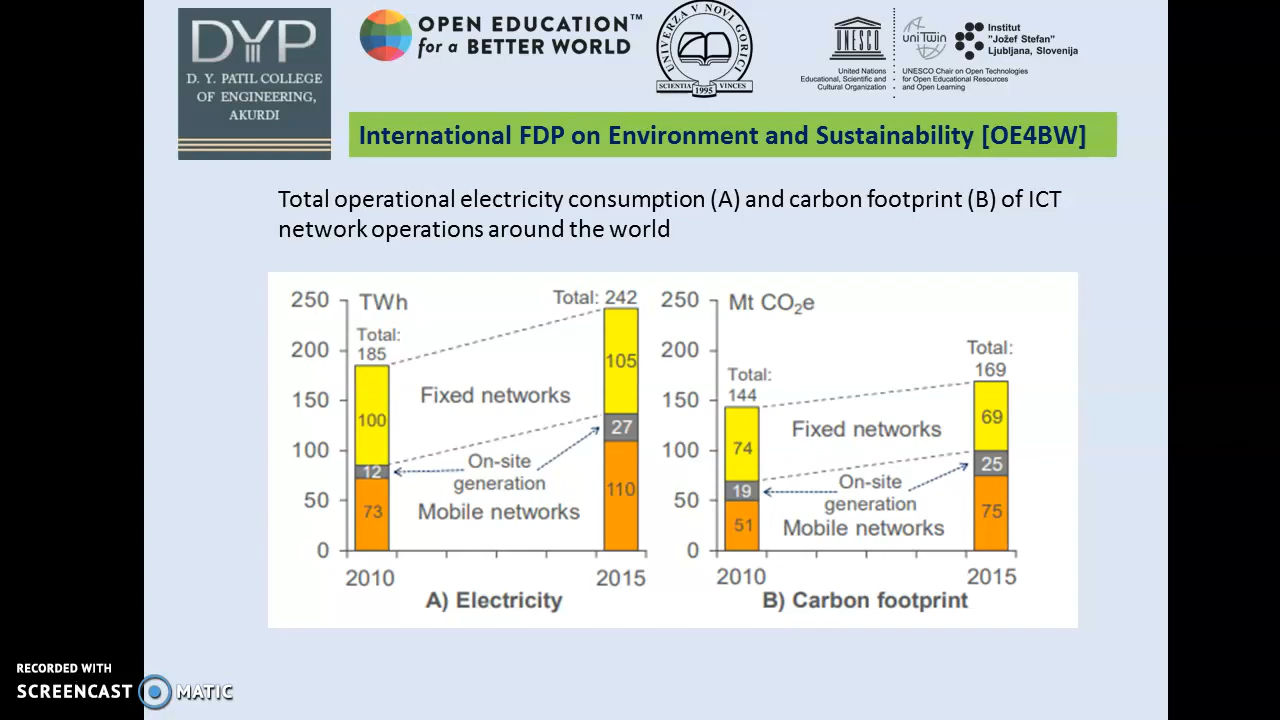 DYP
D. Y. PATIL COLLEGE
OF ENGINEERING,
AKURDI
OPEN EDUCATION™
for a BETTER WORLD
UNIVERZA V NOVI GORICI
SCIENTIA VINCES
1995
UNESCO
United Nations
Educational, Scientific and
Cultural Organization
uniTwin
Institut
"Jožef Stefan"
Ljubljana, Slovenija
UNESCO Chair on Open Technologies
for Open Educational Resources
and Open Learning
International FDP on Environment and Sustainability [OE4BW]
Total operational electricity consumption (A) and carbon footprint (B) of ICT
network operations around the world
250
200
150
100
50
0
TWh
Total:
185
100
12
73
Total: 242
105
27
110
Fixed networks
On-site
generation
Mobile networks
2010
2015
A) Electricity
250
200
150
100
50
0
Mt CO₂e
Total:
144
74
19
51
Total:
169
69
25
75
Fixed networks
On-site
generation
Mobile networks
2010
2015
B) Carbon footprint
RECORDED WITH
SCREENCAST MATIC